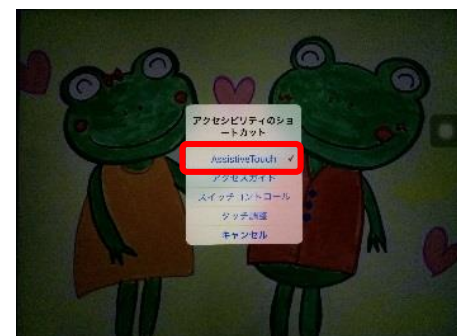 アクセシビリティのショ
ートカット
AssistiveTouch ✓
アクセスガイド
スイッチコントロール
タッチ調整
キャンセル